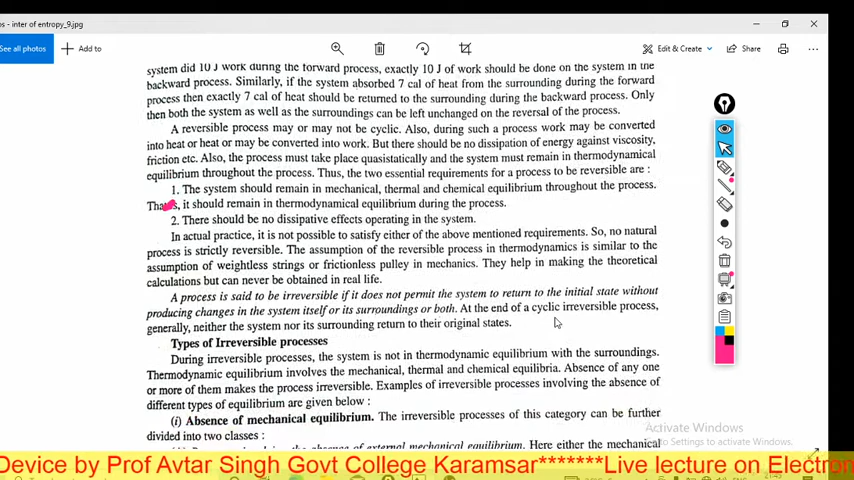 os - inter of entropy_9.jpg
See all photos
Add to
Edit & Create
Share
system did 10 J work during the forward process, exactly 10 J of work should be done on the system in the
backward process. Similarly, if the system absorbed 7 cal of heat from the surrounding during the forward
process then exactly 7 cal of heat should be returned to the surrounding during the backward process. Only
then both the system as well as the surroundings can be left unchanged on the reversal of the process.
A reversible process may or may not be cyclic. Also, during such a process work may be converted
into heat or heat may be converted into work. But there should be no dissipation of energy against viscosity,
friction etc. Also, the process must take place quasistatically and the system must remain in thermodynamical
equilibrium throughout the process. Thus, the two essential requirements for a process to be reversible are :
1. The system should remain in mechanical, thermal and chemical equilibrium throughout the process.
it should remain in thermodynamical equilibrium during the process.
2. There should be no dissipative effects operating in the system.
In actual practice, it is not possible to satisfy either of the above mentioned requirements. So, no natural
process is strictly reversible. The assumption of the reversible process in thermodynamics is similar to the
assumption of weightless strings or frictionless pulley in mechanics. They help in making the theoretical
calculations but can never be obtained in real life.
A process is said to be irreversible if it does not permit the system to return to the initial state without
producing changes in the system itself or its surroundings or both. At the end of a cyclic irreversible process,
generally, neither the system nor its surrounding return to their original states.
Types of Irreversible processes
During irreversible processes, the system is not in thermodynamic equilibrium with the surroundings.
Thermodynamic equilibrium involves the mechanical, thermal and chemical equilibria. Absence of any one
or more of them makes the process irreversible. Examples of irreversible processes involving the absence of
different types of equilibrium are given below :
(i) Absence of mechanical equilibrium. The irreversible processes of this category can be further
divided into two classes :
the absence of external mechanical equilibrium. Here either the mechanical
Activate Windows
Go to Settings to activate Windows.
Device by Prof Avtar Singh Govt College Karamsar*******Live lecture on Electron